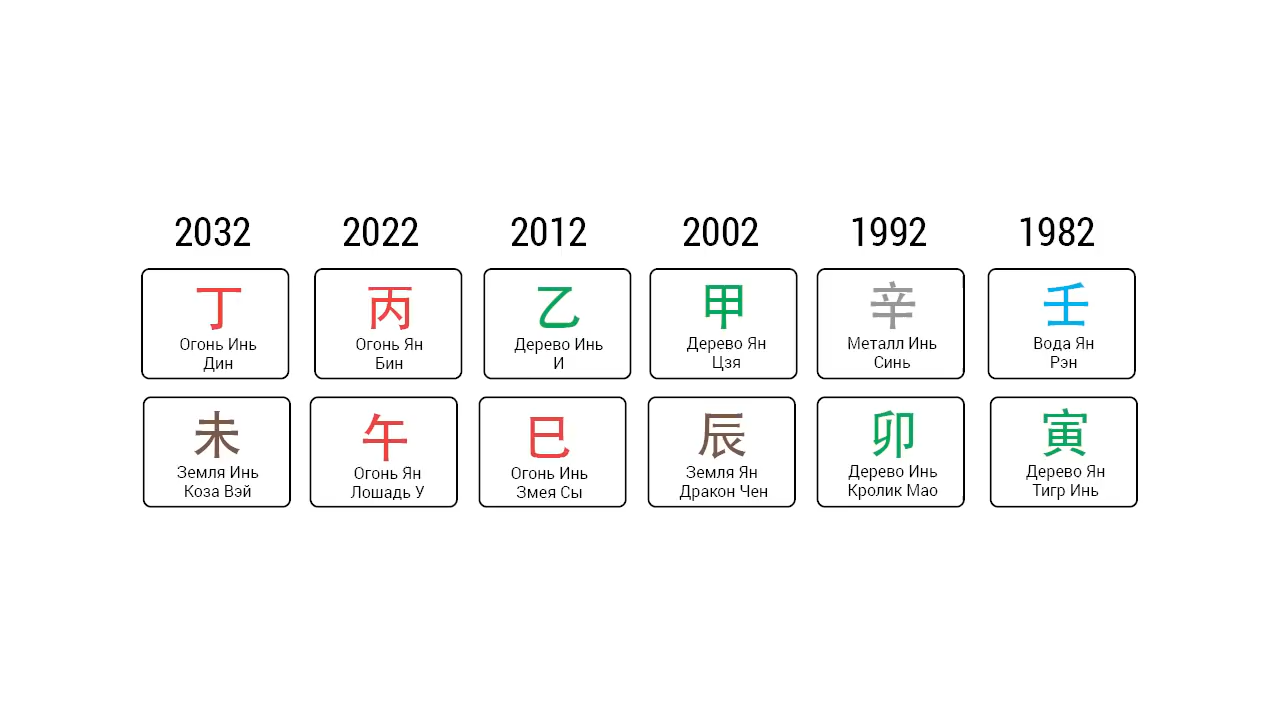 2032 2022 2012 2002 1992 1982
丁 丙 乙 甲 辛 壬
Огонь Инь Огонь Ян Дерево Инь Дерево Ян Металл Инь Вода Ян
Дин Бин И Цзя Синь Рэн
未 午 巳 辰 卯 寅
Земля Инь Огонь Ян Огонь Инь Земля Ян Дерево Инь Дерево Ян
Коза Вэй Лошадь У Змея Сы Дракон Чен Кролик Мао Тигр Инь